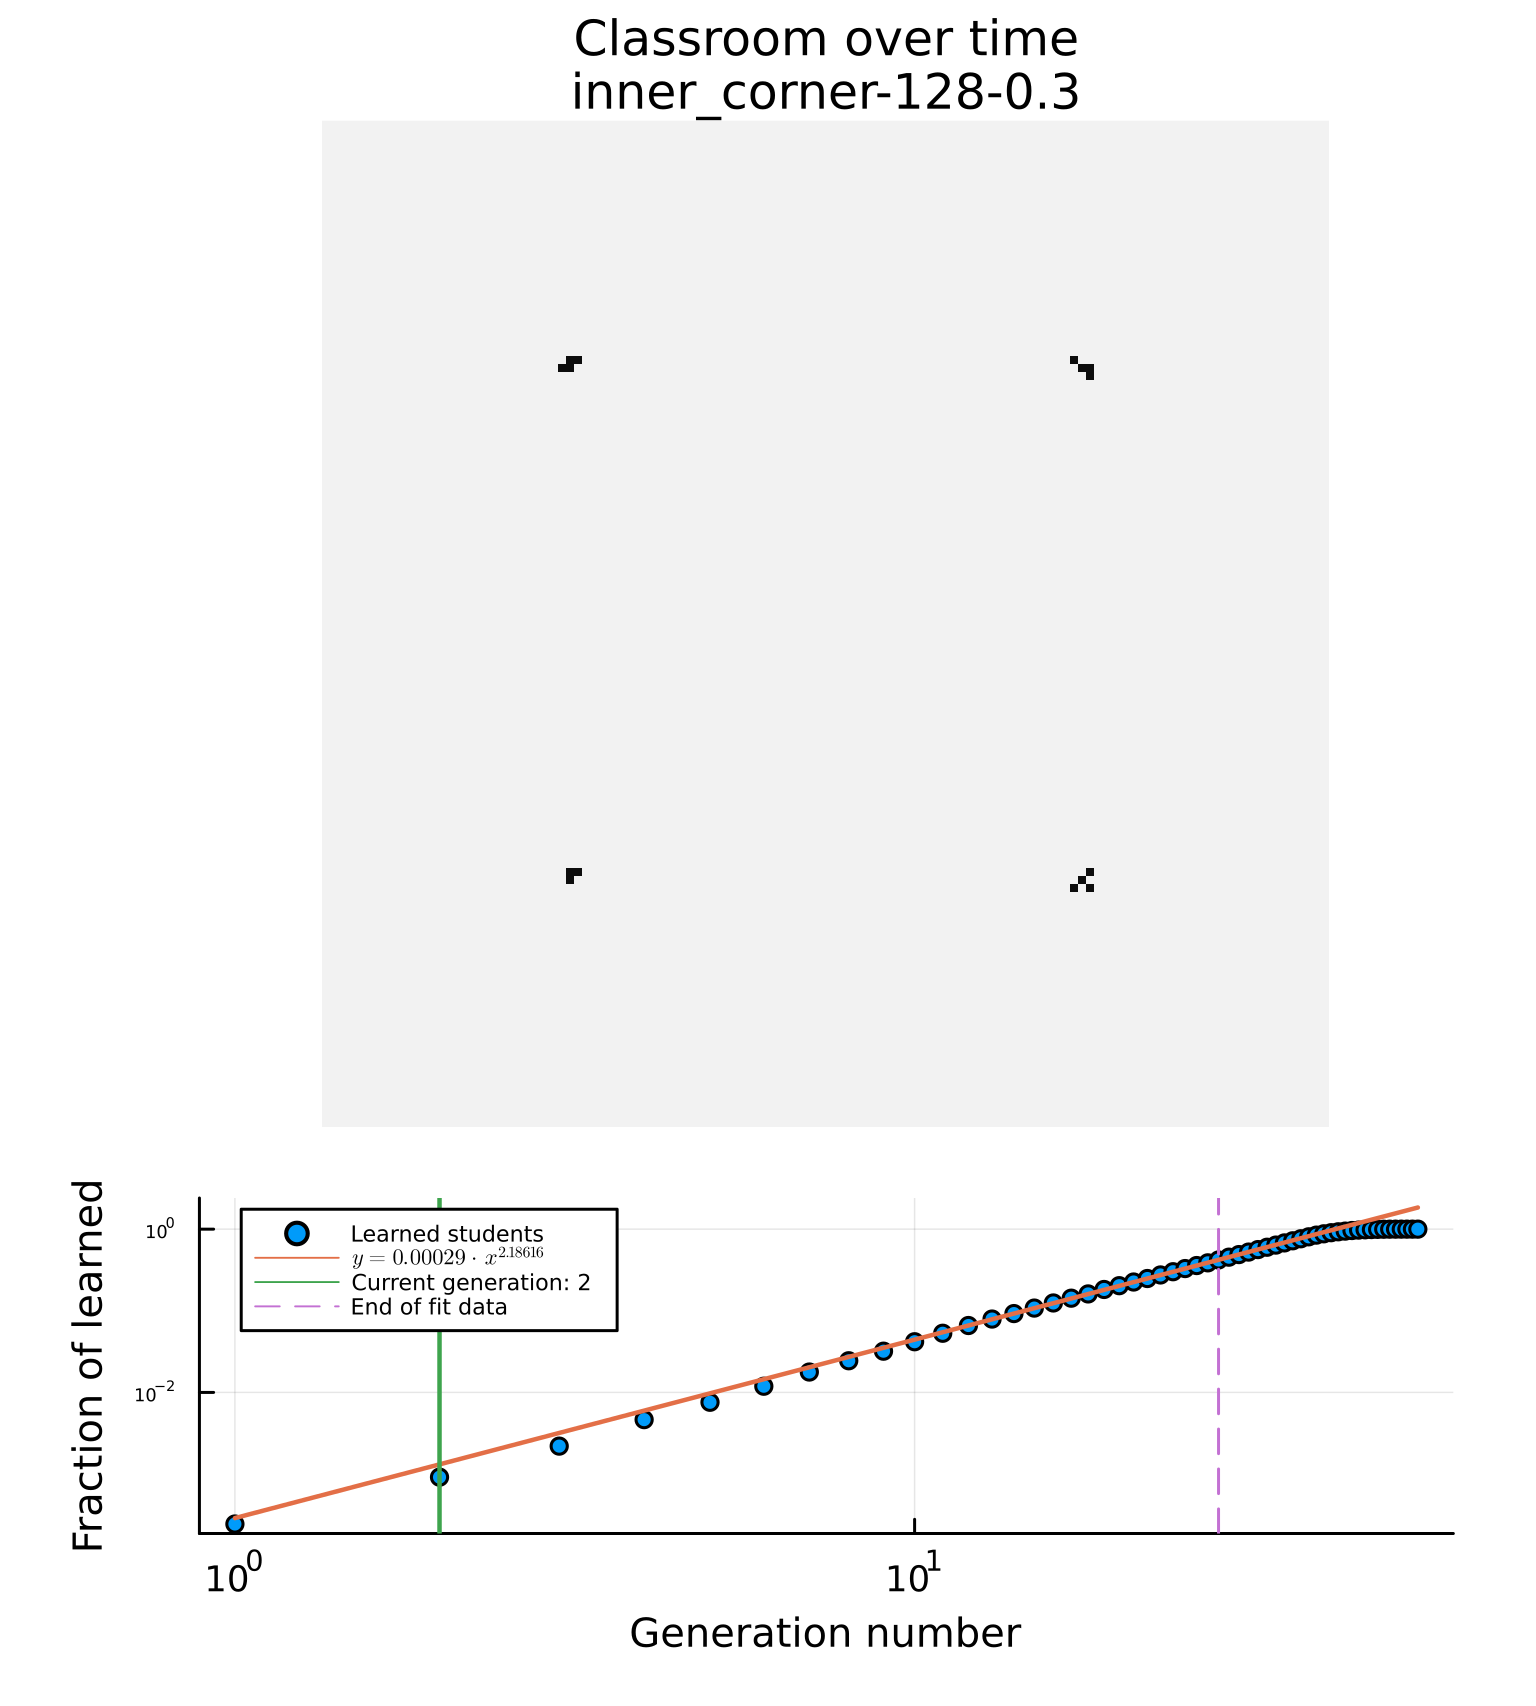 Classroom over time
inner_corner-128-0.3
Fraction of learned
10^0
10^−2
Learned students
y = 0.00029 · x^2.18616
Current generation: 2
End of fit data
10^0
10^1
Generation number